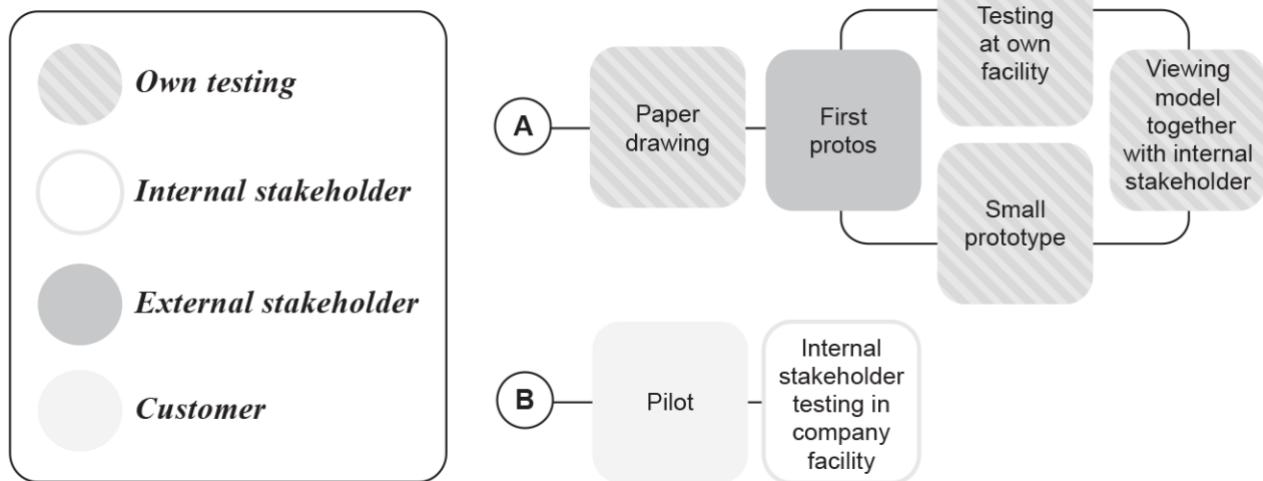 Own testing
Internal stakeholder
External stakeholder
Customer
A
Paper
drawing
First
protos
Testing
at own
facility
Small
prototype
Viewing
model
together
with internal
stakeholder
B
Pilot
Internal
stakeholder
testing in
company
facility